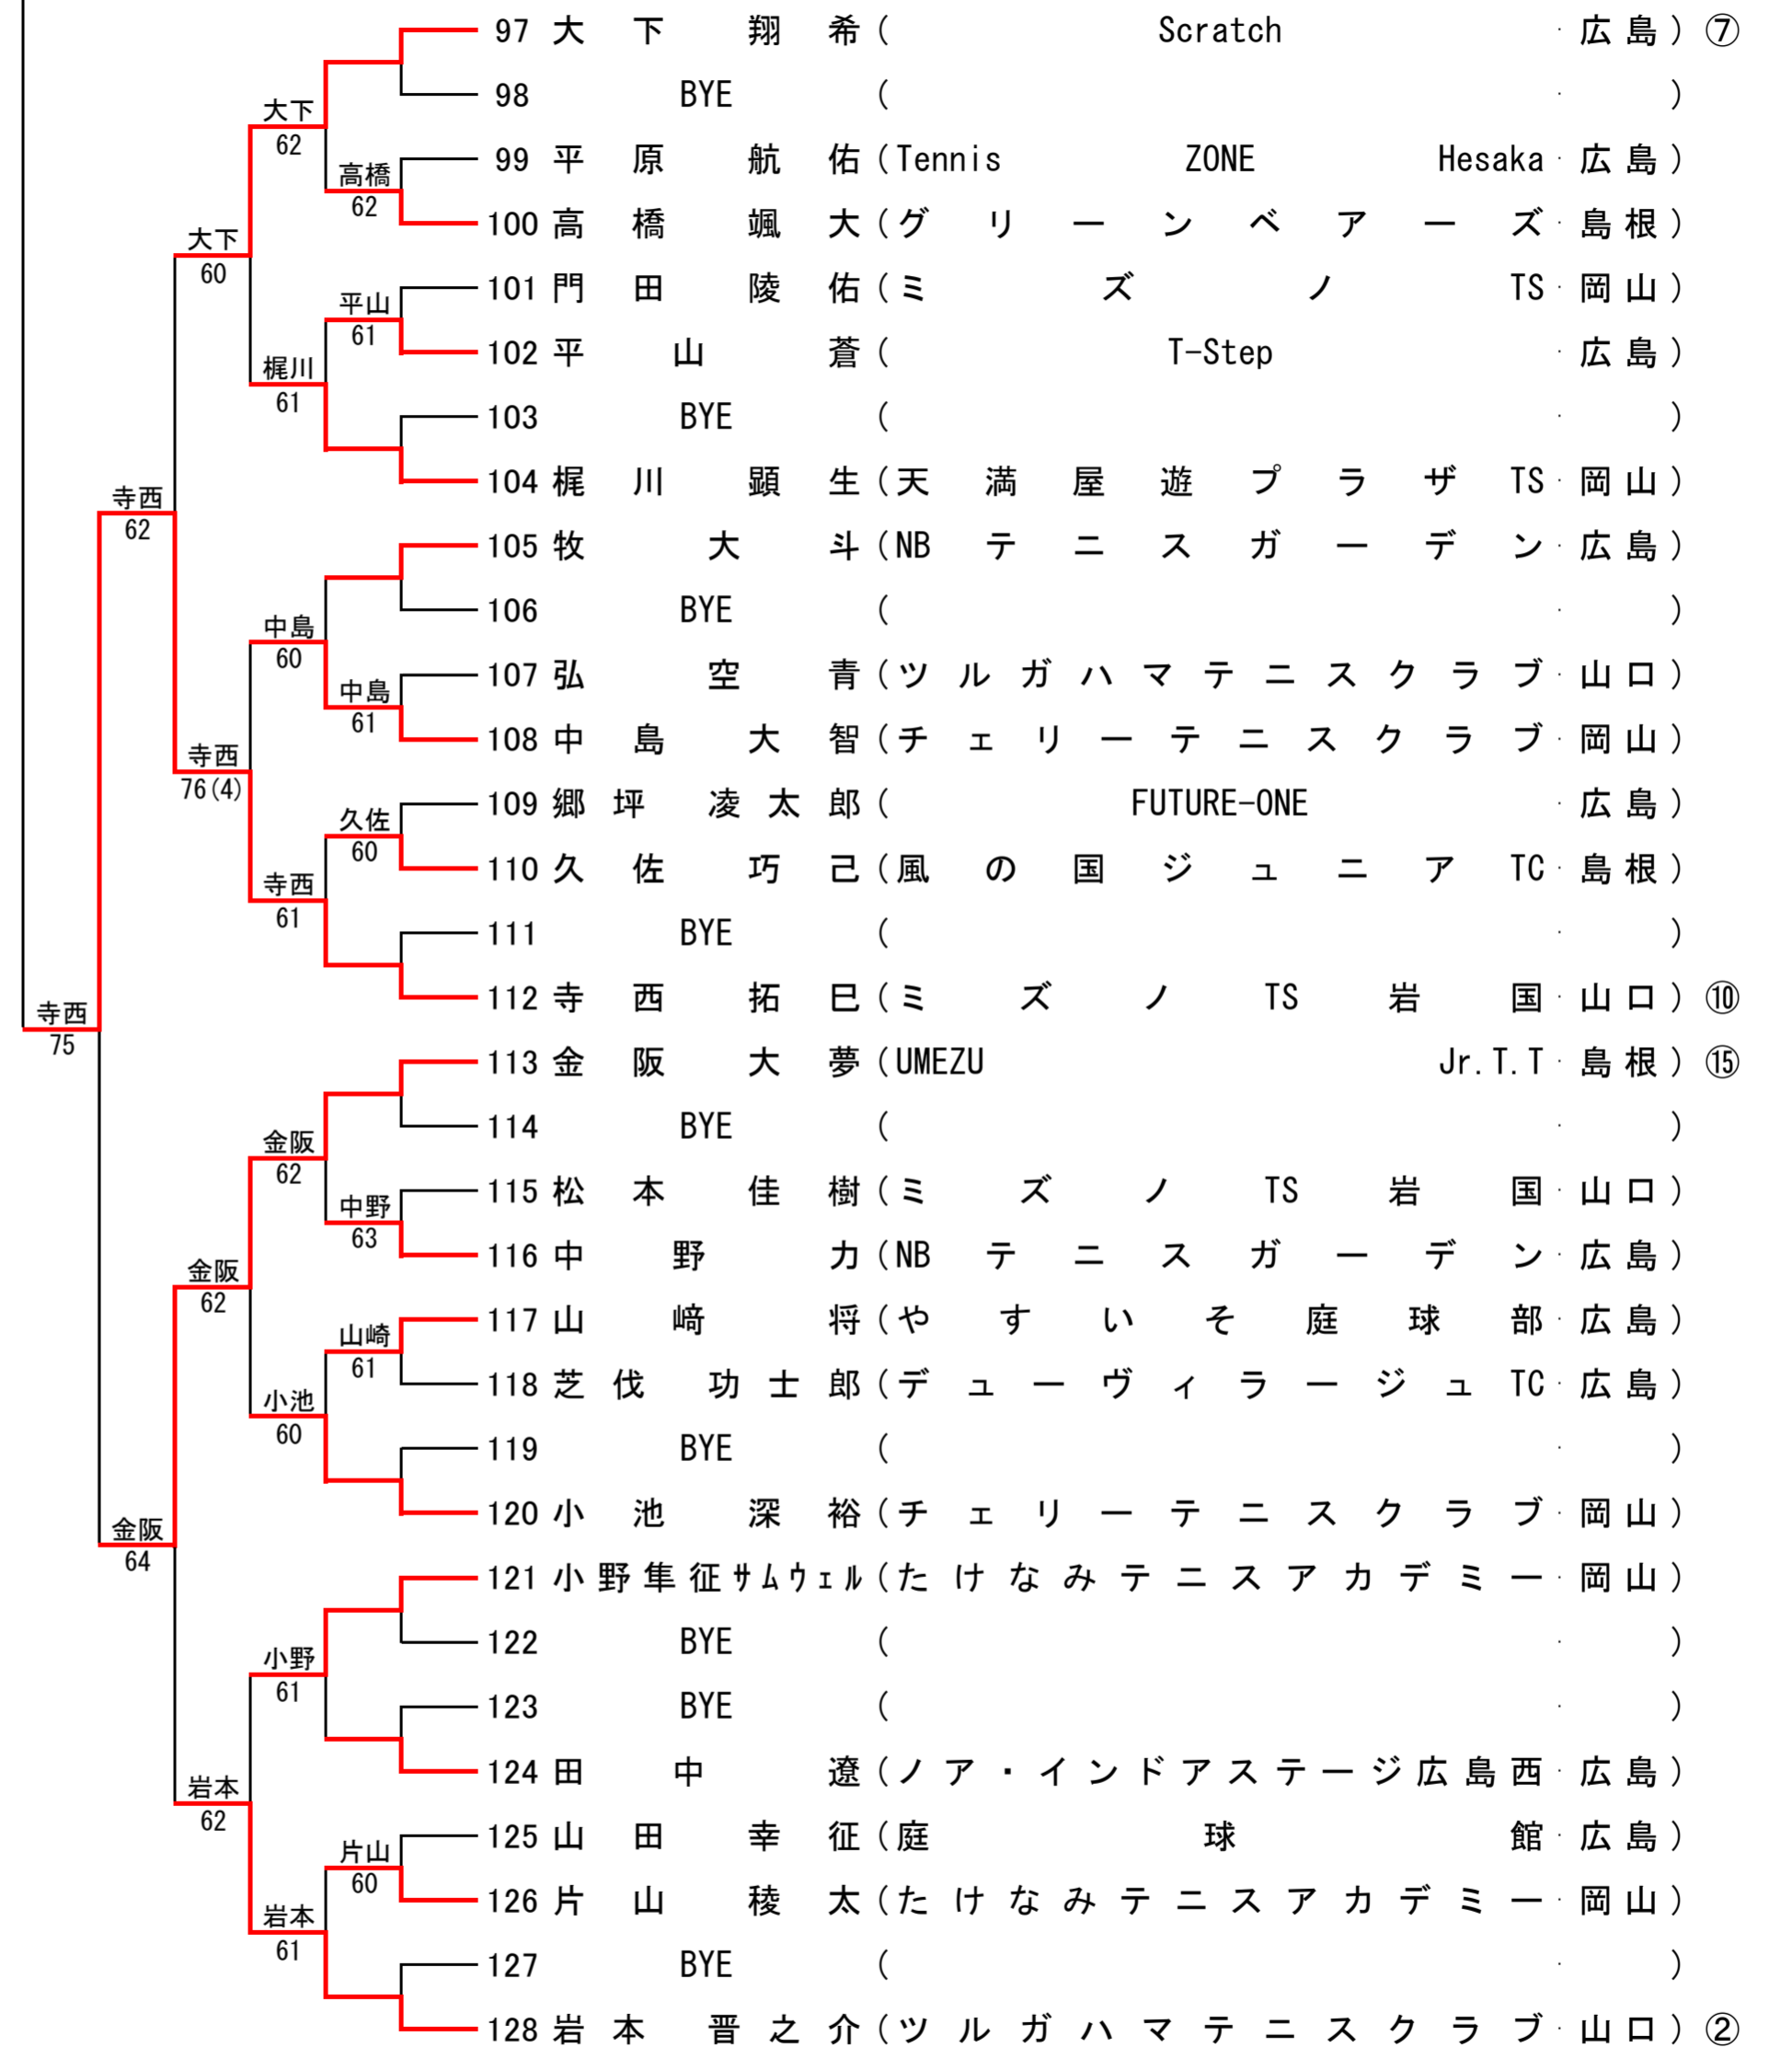 97 大下翔希 ( Scratch ・ 広島 ) ⑦
98 BYE ( ・ )
大下
62
99 平原航佑 ( Tennis ZONE Hesaka ・ 広島 )
高橋
62
100 高橋颯大 ( グリーンベアーズ ・ 島根 )
大下
60
101 門田陵佑 ( ミズノTS ・ 岡山 )
平山
61
102 平山蒼 ( T-Step ・ 広島 )
梶川
61
103 BYE ( ・ )
104 梶川顕生 ( 天満屋遊プラザTS ・ 岡山 )
寺西
62
105 牧大斗 ( NBテニスガーデン ・ 広島 )
106 BYE ( ・ )
中島
60
107 弘空青 ( ツルガハマテニスクラブ ・ 山口 )
中島
61
108 中島大智 ( チェリーテニスクラブ ・ 岡山 )
寺西
76(4)
109 郷坪凌太郎 ( FUTURE-ONE ・ 広島 )
久佐
60
110 久佐巧己 ( 風の国ジュニアTC ・ 島根 )
寺西
61
111 BYE ( ・ )
112 寺西拓巳 ( ミズノTS岩国 ・ 山口 ) ⑩
寺西
75
113 金阪大夢 ( UMEZU Jr.T.T ・ 島根 ) ⑮
114 BYE ( ・ )
金阪
62
115 松本佳樹 ( ミズノTS岩国 ・ 山口 )
中野
63
116 中野力 ( NBテニスガーデン ・ 広島 )
金阪
62
117 山﨑将 ( やすいそ庭球部 ・ 広島 )
山崎
61
118 芝伐功士郎 ( デューヴィラージュTC ・ 広島 )
小池
60
119 BYE ( ・ )
120 小池深裕 ( チェリーテニスクラブ ・ 岡山 )
金阪
64
121 小野隼征ｻﾑｳｪﾙ ( たけなみテニスアカデミー ・ 岡山 )
122 BYE ( ・ )
小野
61
123 BYE ( ・ )
124 田中遼 ( ノア・インドアステージ広島西 ・ 広島 )
岩本
62
125 山田幸征 ( 庭球館 ・ 広島 )
片山
60
126 片山稜太 ( たけなみテニスアカデミー ・ 岡山 )
岩本
61
127 BYE ( ・ )
128 岩本晋之介 ( ツルガハマテニスクラブ ・ 山口 ) ②